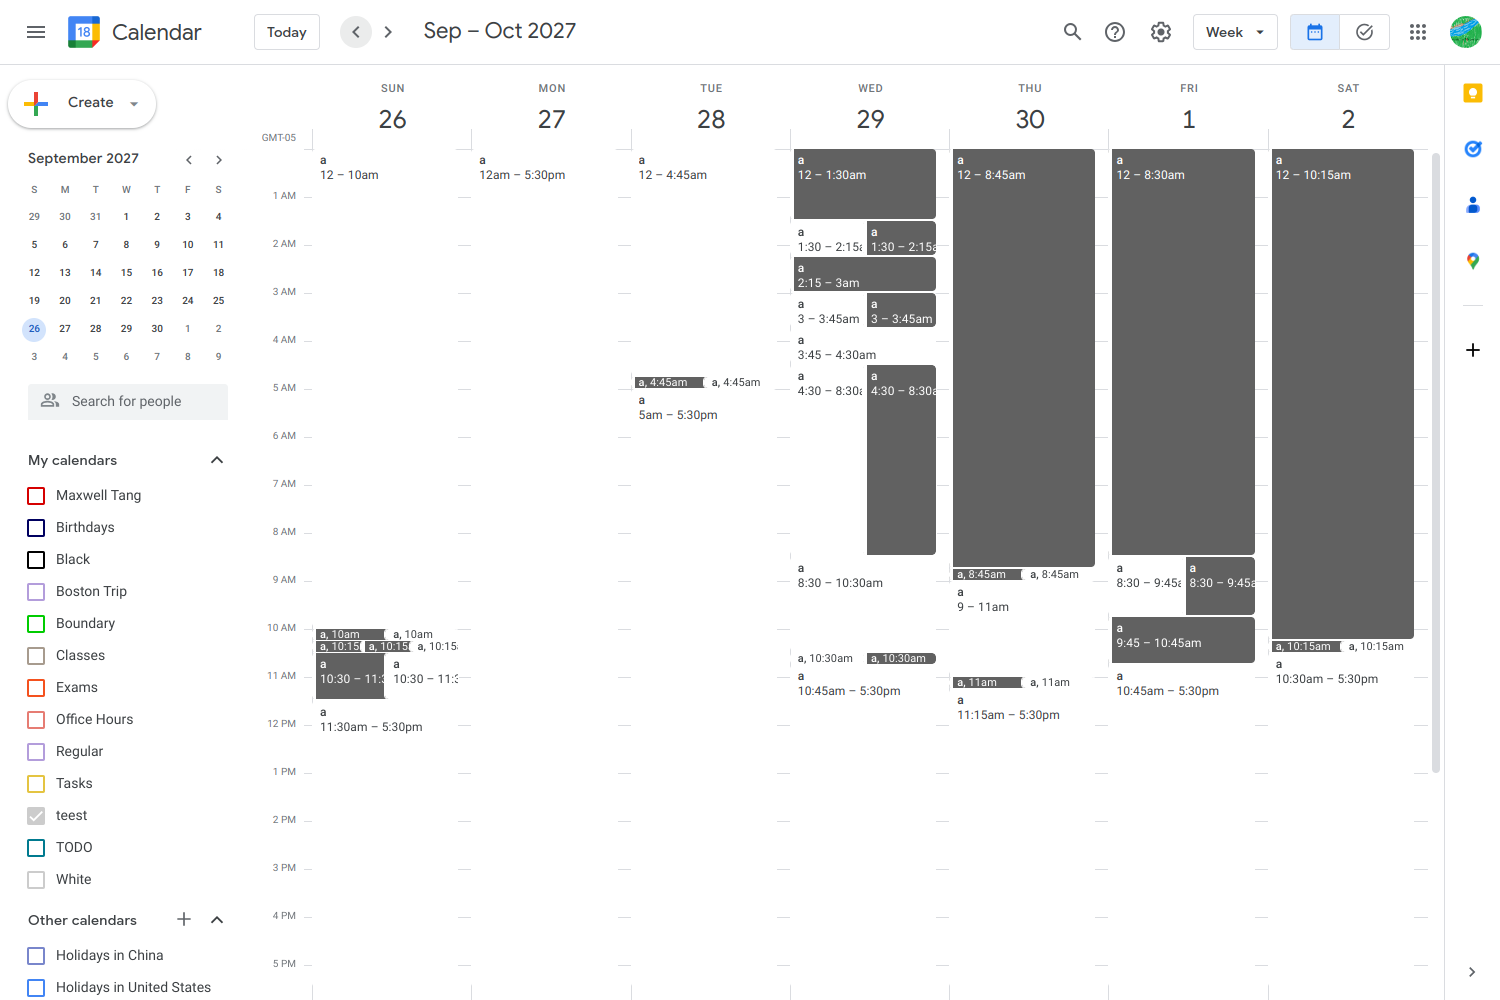 18 Calendar
Today
Sep – Oct 2027
Week
Create
September 2027
S M T W T F S
29 30 31 1 2 3 4
5 6 7 8 9 10 11
12 13 14 15 16 17 18
19 20 21 22 23 24 25
26 27 28 29 30 1 2
3 4 5 6 7 8 9
Search for people
My calendars
Maxwell Tang
Birthdays
Black
Boston Trip
Boundary
Classes
Exams
Office Hours
Regular
Tasks
teest
TODO
White
Other calendars
Holidays in China
Holidays in United States
SUN MON TUE WED THU FRI SAT
26 27 28 29 30 1 2
GMT-05
1 AM
2 AM
3 AM
4 AM
5 AM
6 AM
7 AM
8 AM
9 AM
10 AM
11 AM
12 PM
1 PM
2 PM
3 PM
4 PM
5 PM
a
12 – 10am
a, 10am
a, 10am
a, 10:15
a, 10:15
a, 10:15
a
10:30 – 11:3
a
10:30 – 11:3
a
11:30am – 5:30pm
a
12am – 5:30pm
a
12 – 4:45am
a, 4:45am
a, 4:45am
a
5am – 5:30pm
a
12 – 1:30am
a
1:30 – 2:15a
a
1:30 – 2:15a
a
2:15 – 3am
a
3 – 3:45am
a
3 – 3:45am
a
3:45 – 4:30am
a
4:30 – 8:30a
a
4:30 – 8:30a
a
8:30 – 10:30am
a, 10:30am
a, 10:30am
a
10:45am – 5:30pm
a
12 – 8:45am
a, 8:45am
a, 8:45am
a
9 – 11am
a, 11am
a, 11am
a
11:15am – 5:30pm
a
12 – 8:30am
a
8:30 – 9:45a
a
8:30 – 9:45a
a
9:45 – 10:45am
a
10:45am – 5:30pm
a
12 – 10:15am
a, 10:15am
a, 10:15am
a
10:30am – 5:30pm